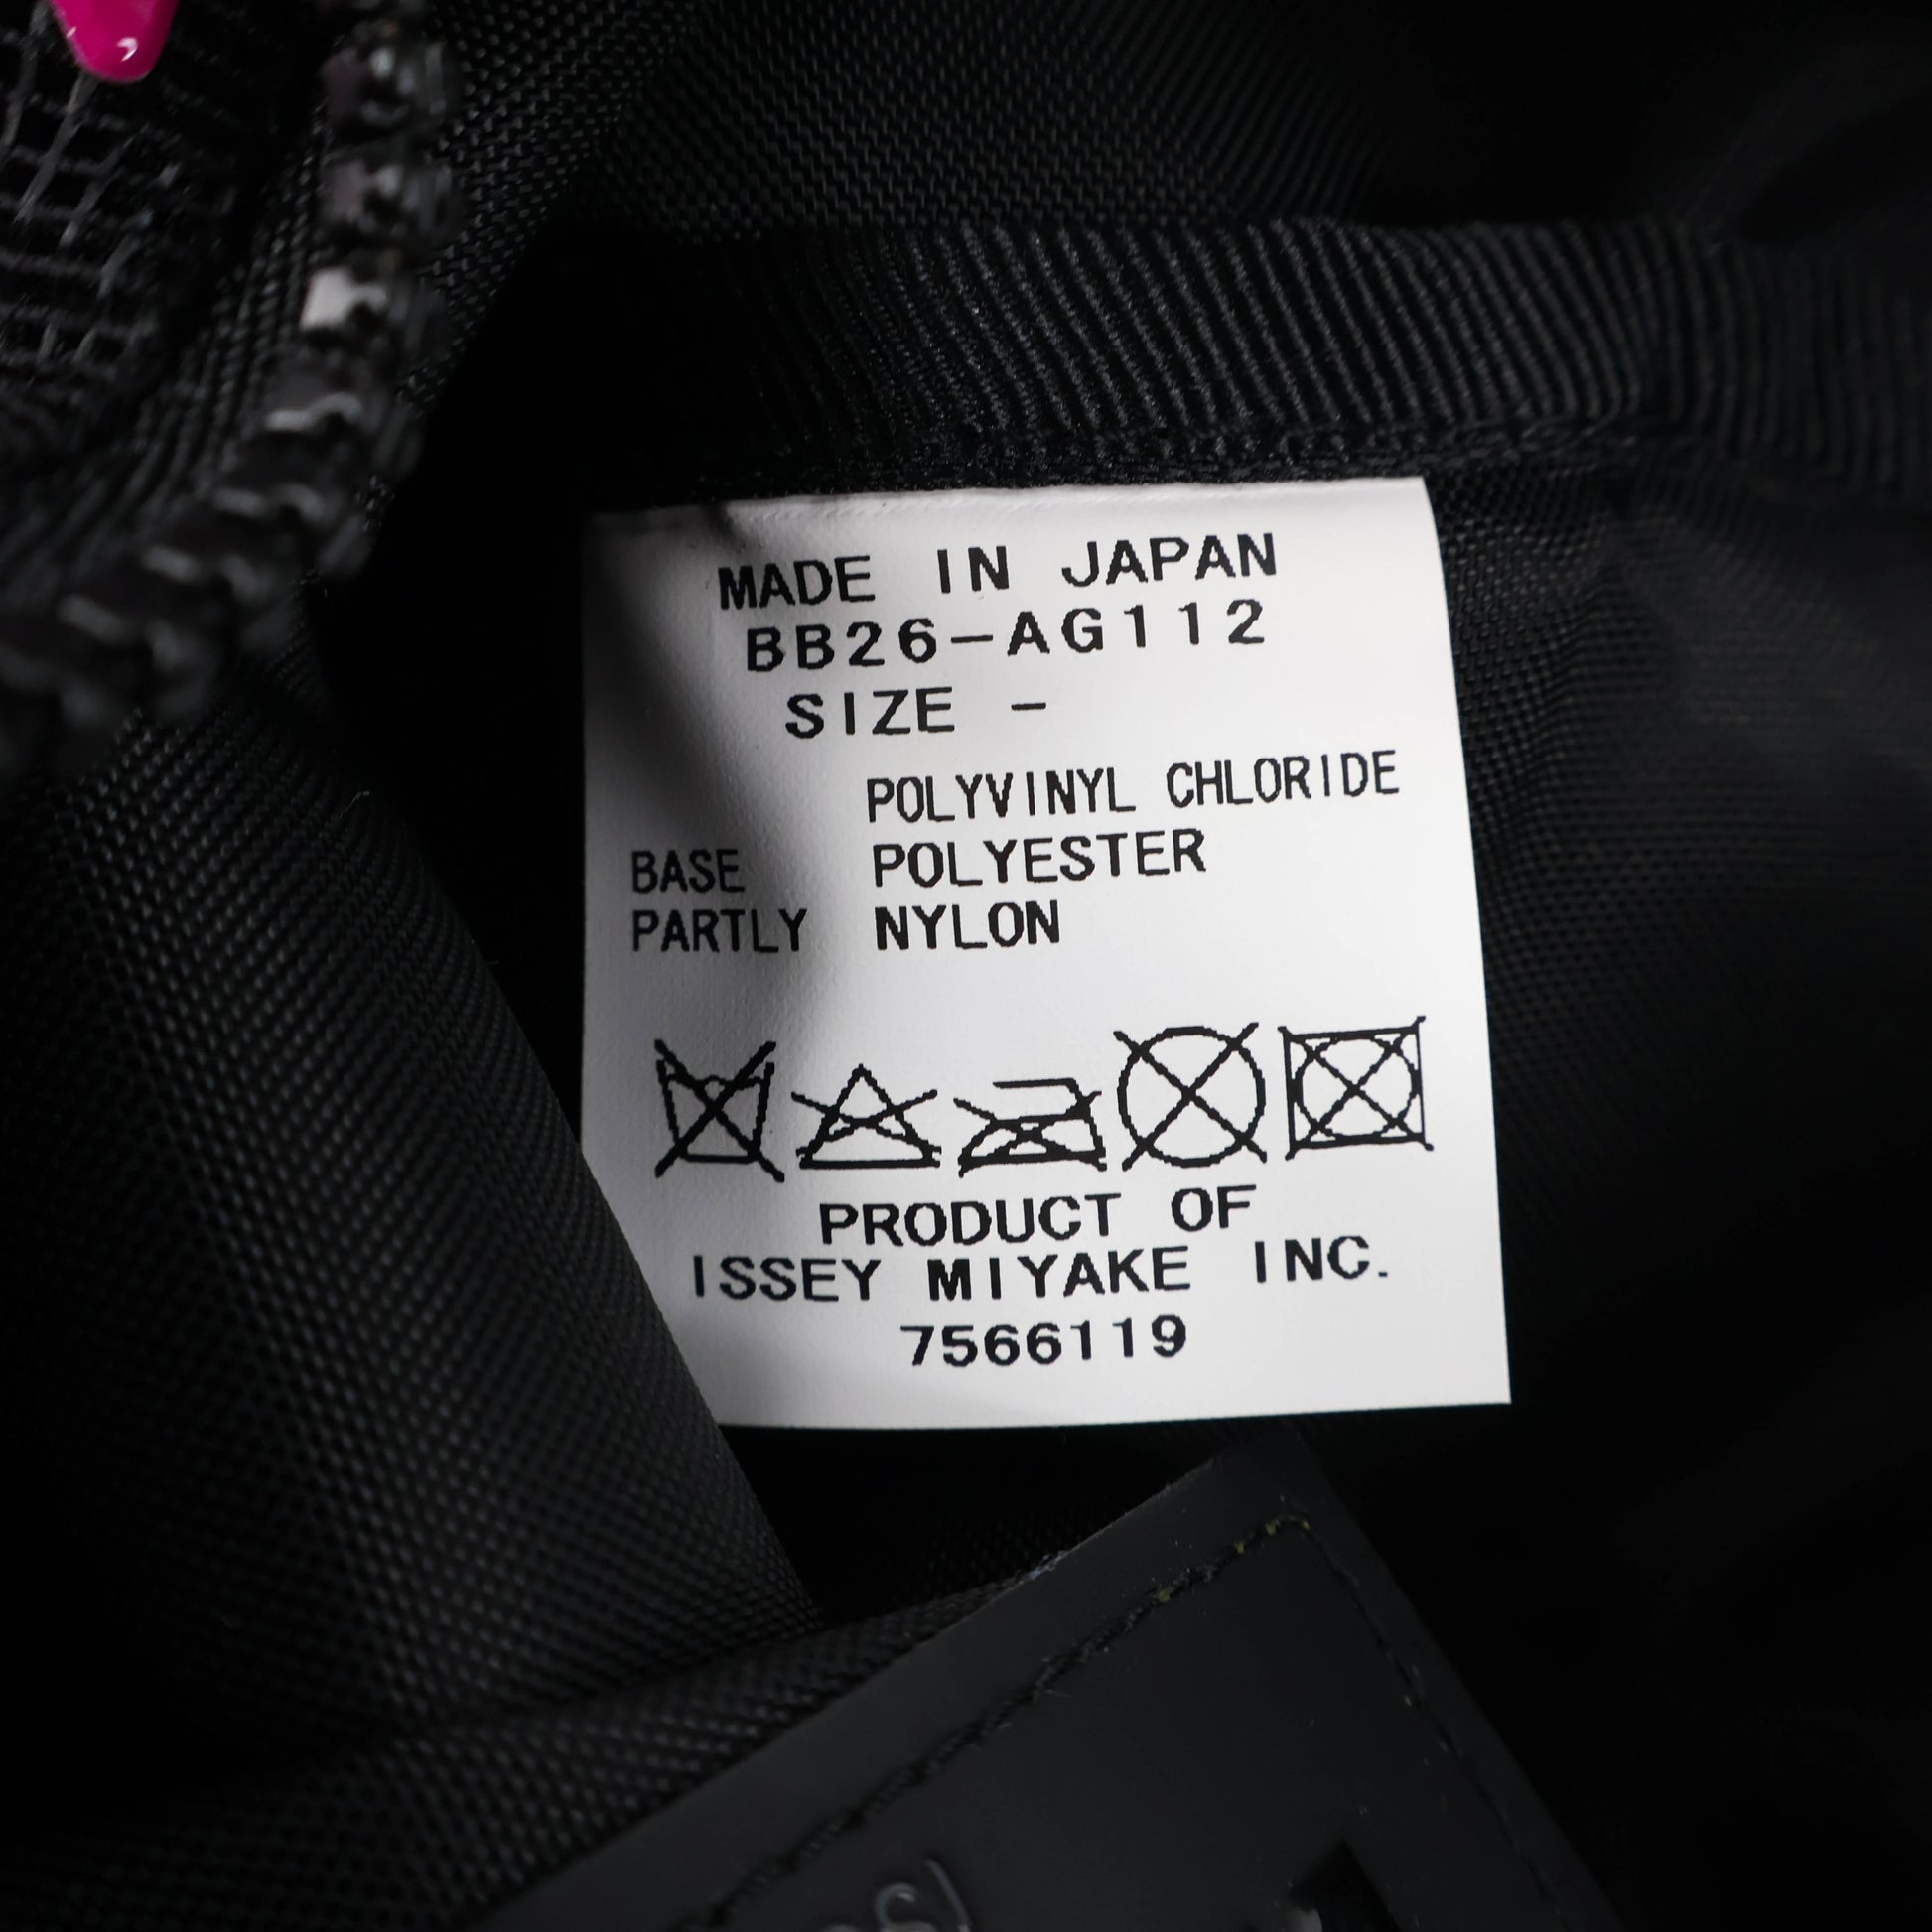 MADE IN JAPAN
BB26-AG112
SIZE -
POLYVINYL CHLORIDE
BASE POLYESTER
PARTLY NYLON
PRODUCT OF
ISSEY MIYAKE INC.
7566119